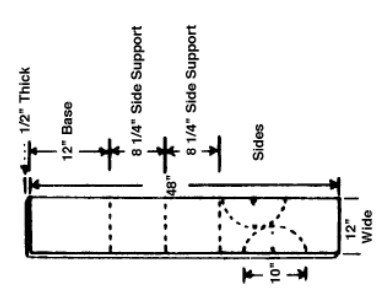 1/2" Thick
12" Base
8 1/4" Side Support
8 1/4" Side Support
Sides
48"
12"
Wide
10"